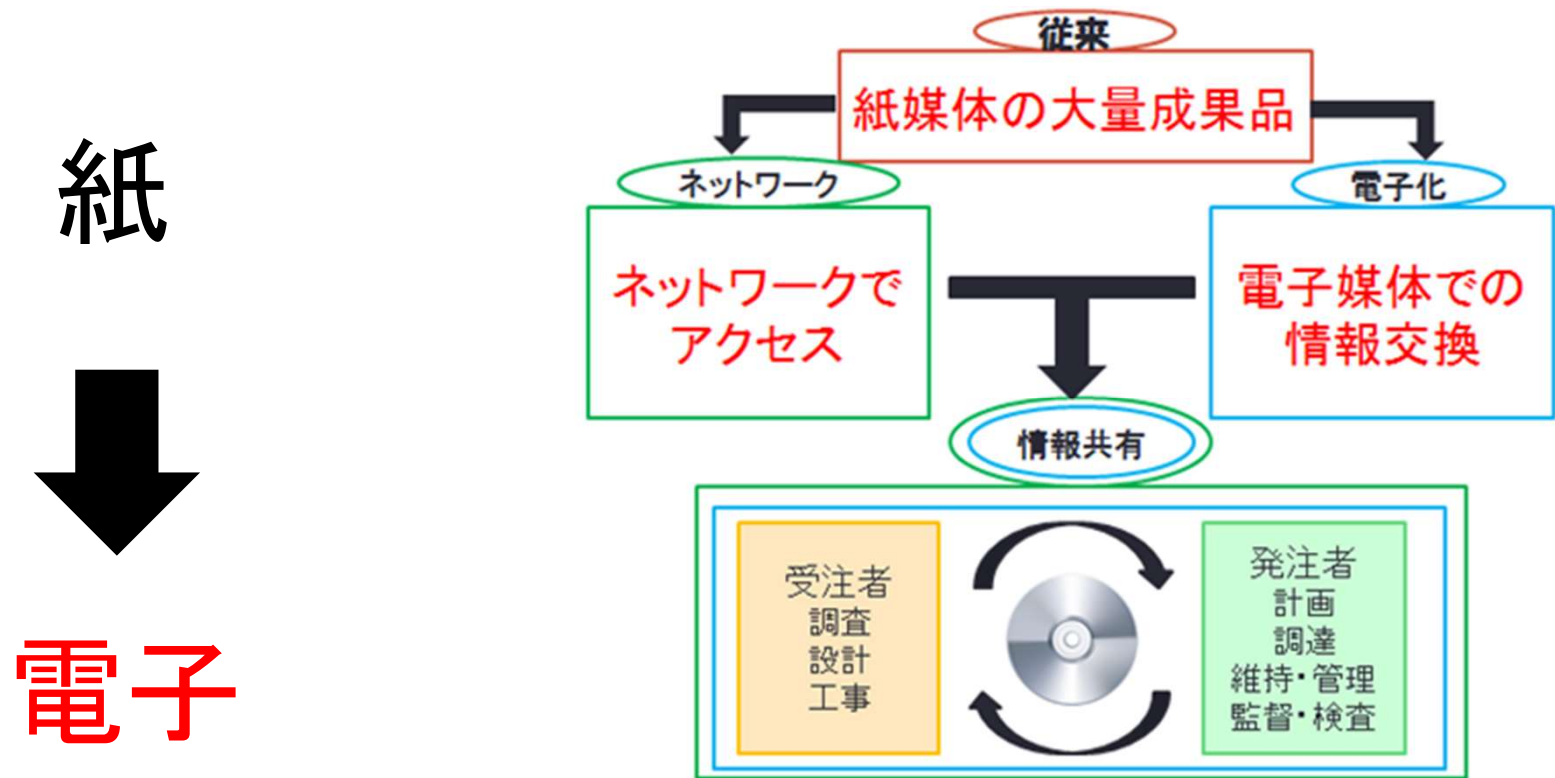 紙
電子
従来
紙媒体の大量成果品
ネットワーク
電子化
ネットワークで
アクセス
電子媒体での
情報交換
情報共有
受注者
調査
設計
工事
発注者
計画
調達
維持・管理
監督・検査